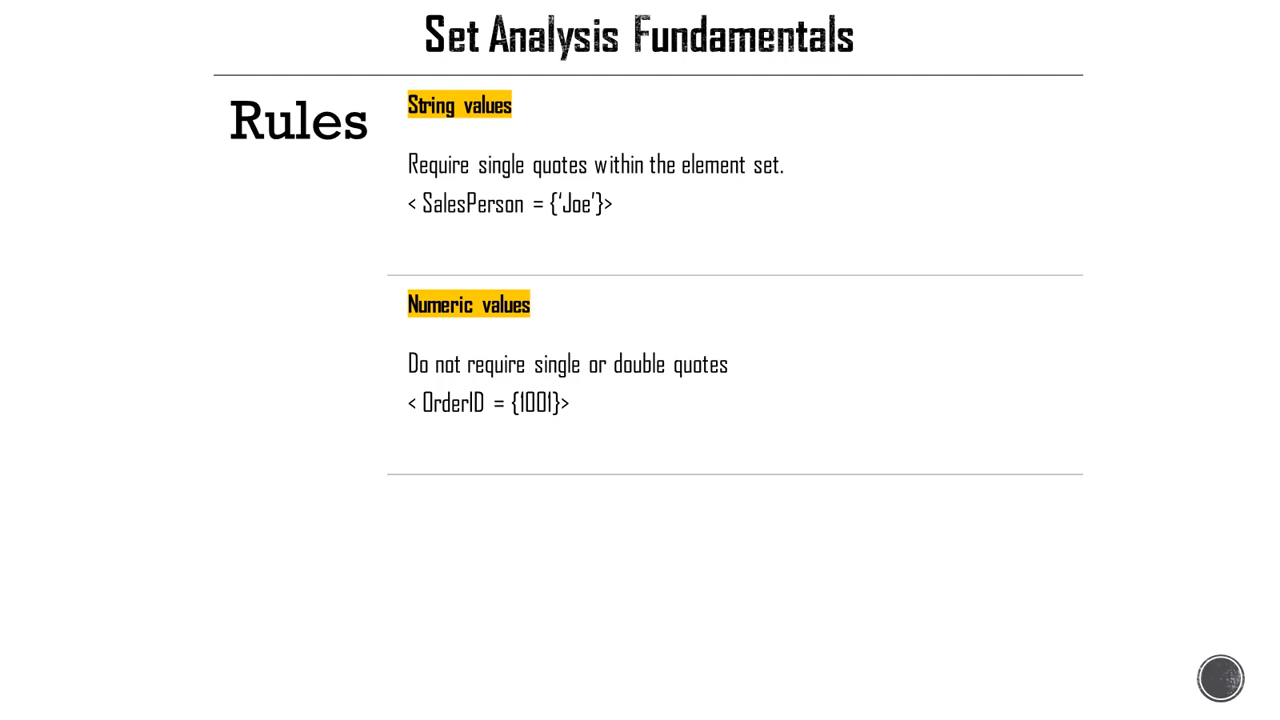 Set Analysis Fundamentals
Rules
String values
Require single quotes within the element set.
< SalesPerson = {‘Joe’}>
Numeric values
Do not require single or double quotes
< OrderID = {1001}>